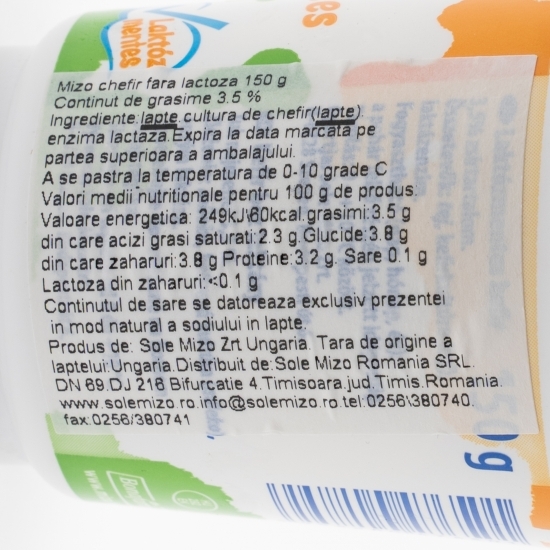 Laktóz
mentes
es
Mizo chefir fara lactoza 150 g
Continut de grasime 3.5 %
Ingrediente:lapte,cultura de chefir(lapte)
enzima lactaza.Expira la data marcata pe
partea superioara a ambalajului.
A se pastra la temperatura de 0-10 grade C
Valori medii nutritionale pentru 100 g de produs:
Valoare energetica: 249kJ\60kcal.grasimi:3.5 g
din care acizi grasi saturati:2.3 g.Glucide:3.8 g
din care zaharuri:3.8 g Proteine:3.2 g. Sare 0.1 g
Lactoza din zaharuri:<0.1 g
Continutul de sare se datoreaza exclusiv prezentei
in mod natural a sodiului in lapte.
Produs de: Sole Mizo Zrt Ungaria. Tara de origine a
laptelui:Ungaria.Distribuit de:Sole Mizo Romania SRL.
DN 69.DJ 216 Bifurcatie 4.Timisoara.jud.Timis.Romania.
www.solemizo.ro.info@solemizo.ro.tel:0256\380740.
fax:0256/380741
150 g